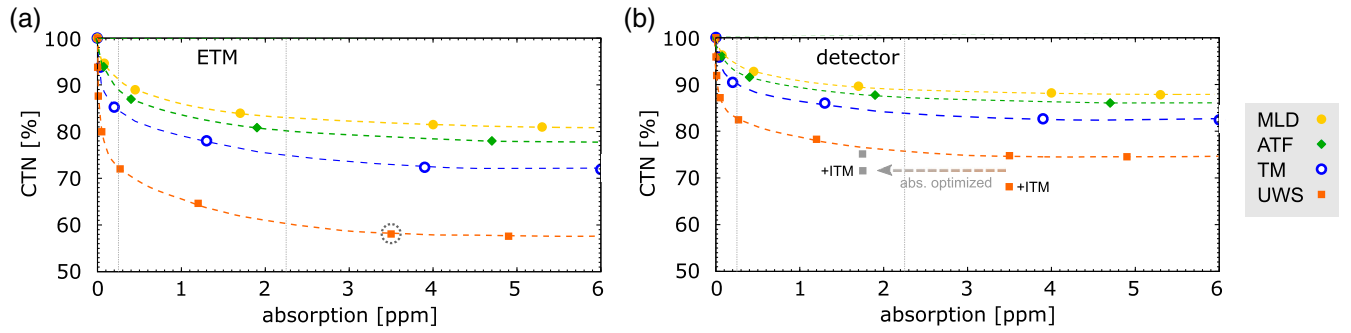 (a)
ETM
CTN [%]
100
90
80
70
60
50
0 1 2 3 4 5 6
absorption [ppm]
(b)
detector
CTN [%]
100
90
80
70
60
50
+ITM
abs. optimized
+ITM
0 1 2 3 4 5 6
absorption [ppm]
MLD
ATF
TM
UWS